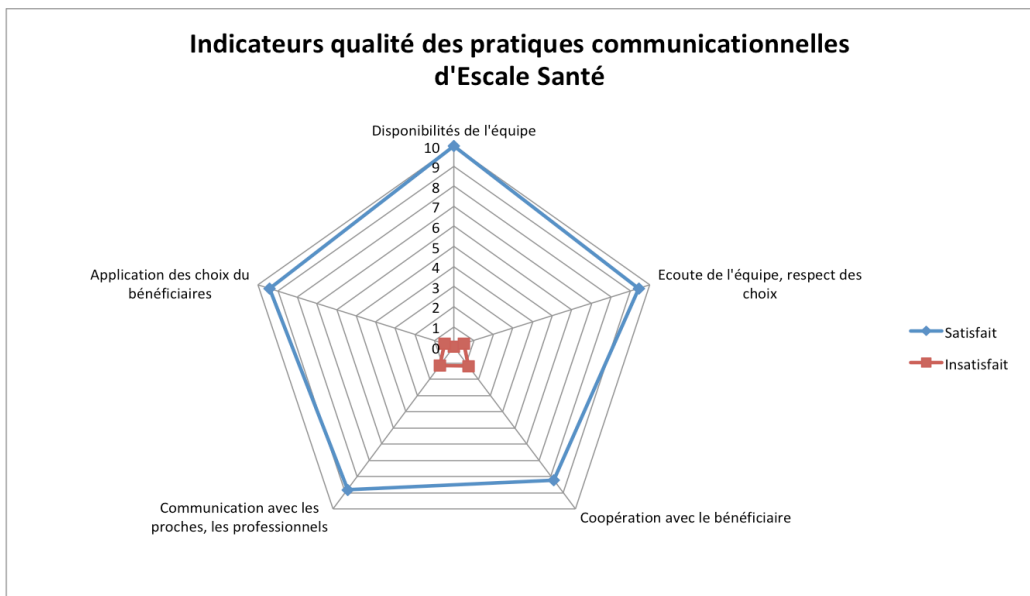 Indicateurs qualité des pratiques communicationnelles
d'Escale Santé
Disponibilités de l'équipe
10
9
8
7
6
5
4
3
2
1
0
Application des choix du
bénéficiaires
Ecoute de l'équipe, respect des
choix
Satisfait
Insatisfait
Communication avec les
proches, les professionnels
Coopération avec le bénéficiaire